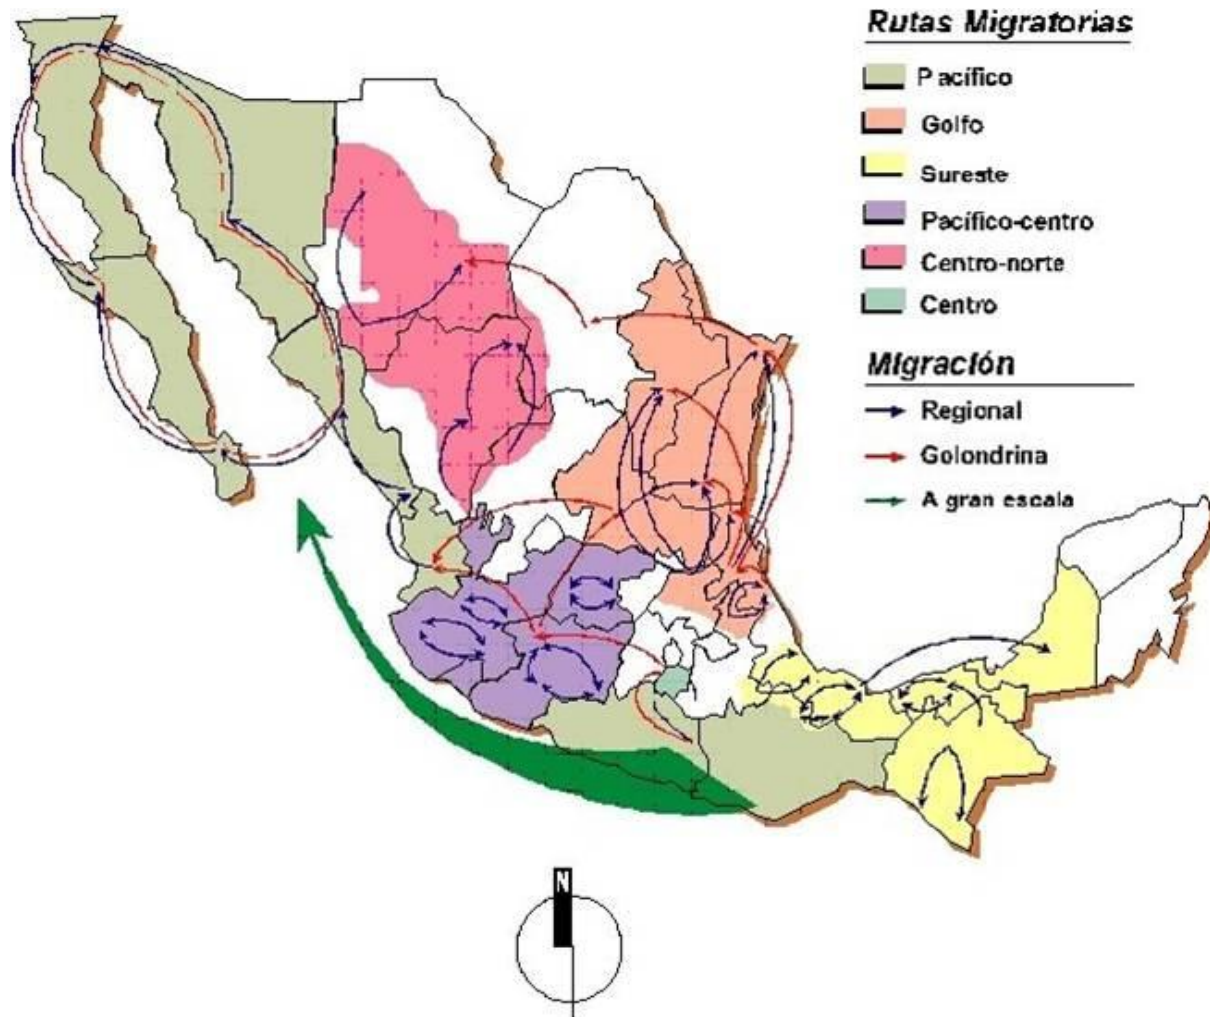 Rutas Migratorias
Pacífico
Golfo
Sureste
Pacífico-centro
Centro-norte
Centro
Migración
Regional
Golondrina
A gran escala
N